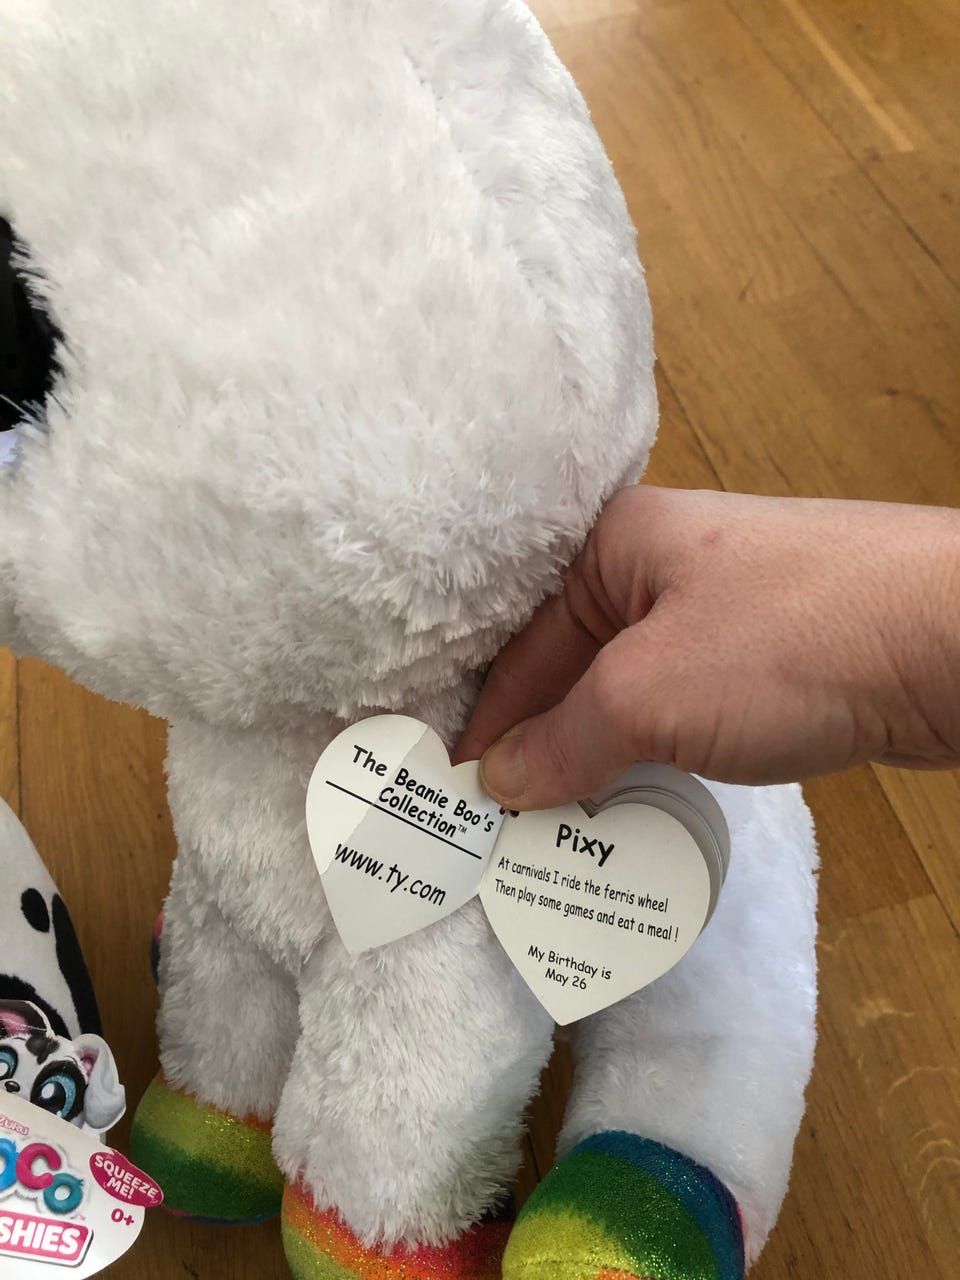 The Beanie Boo's
Collection™
www.ty.com
Pixy
At carnivals I ride the ferris wheel
Then play some games and eat a meal !
My Birthday is
May 26
ZURU
SQUEEZE
ME!
0+